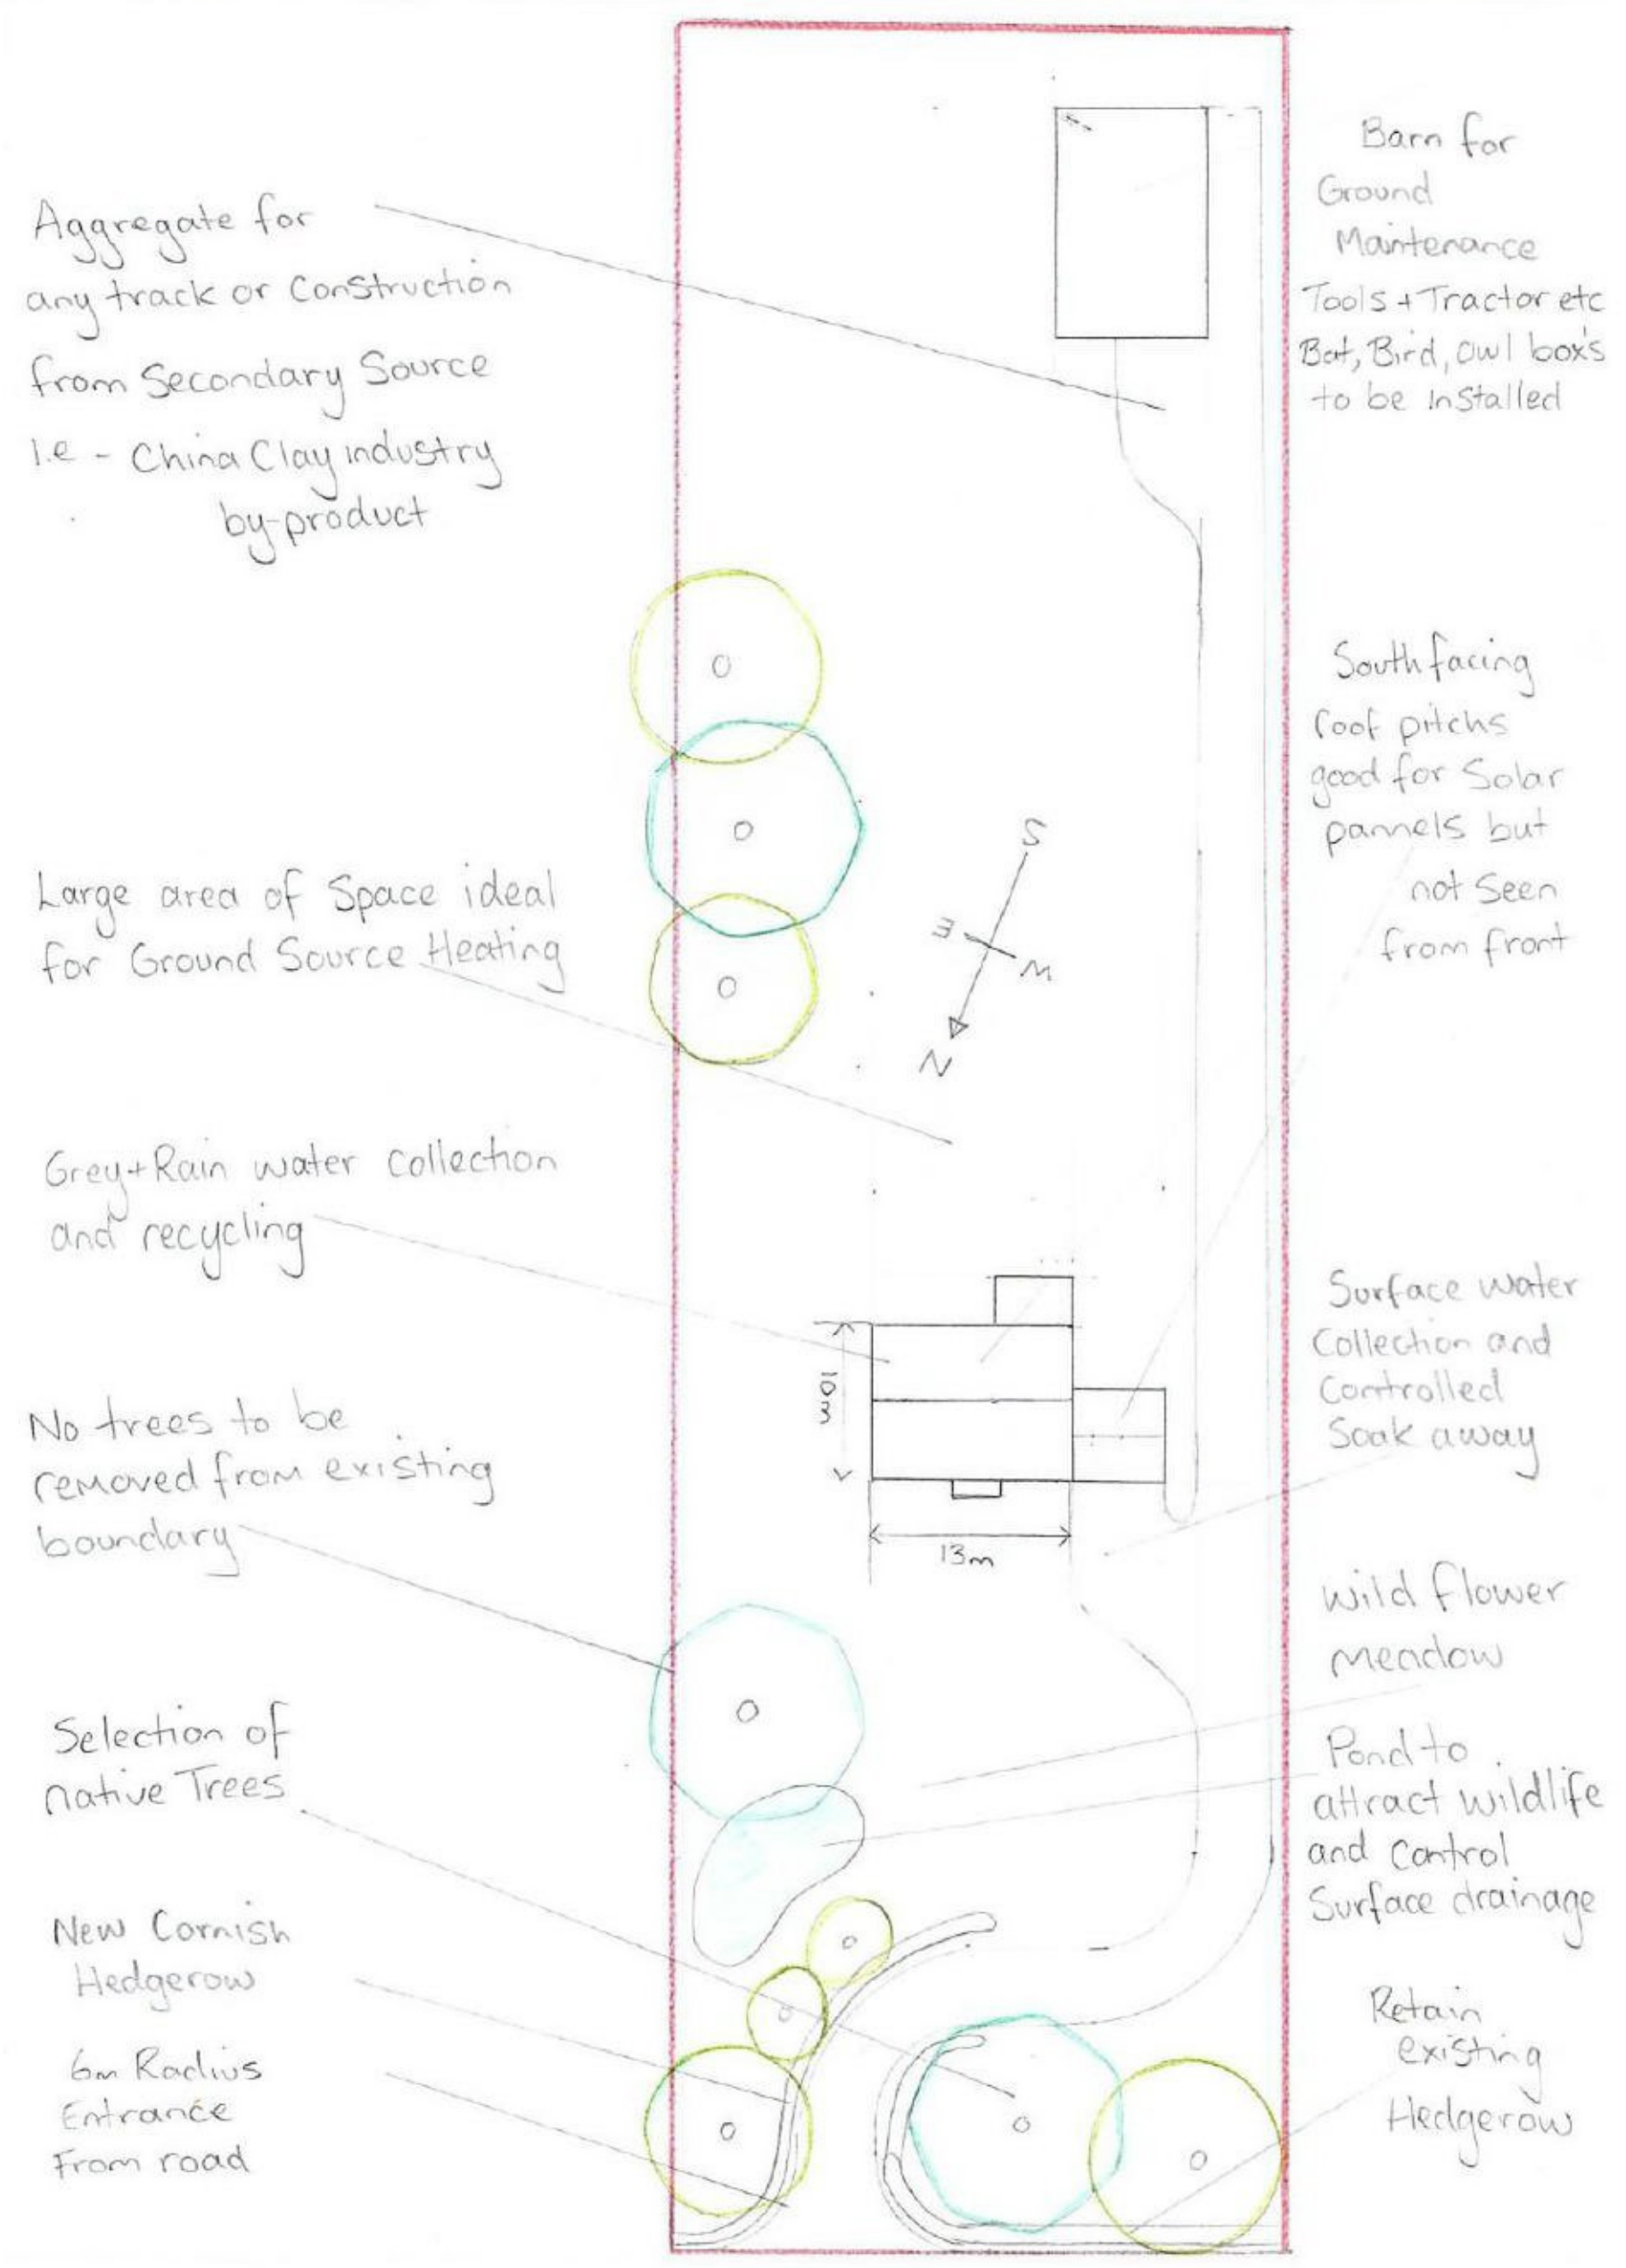 Aggregate for
any track or Construction
from Secondary Source
i.e - China Clay industry
by-product
Large area of Space ideal
for Ground Source Heating
Grey+Rain water Collection
and recycling
No trees to be
removed from existing
boundary
Selection of
native Trees
New Cornish
Hedgerow
6m Radius
Entrance
From road
S
E
W
N
10m
13m
Barn for
Ground
Maintenance
Tools + Tractor etc
Bat, Bird, Owl box's
to be installed
South facing
roof pitchs
good for Solar
pannels but
not Seen
from front
Surface water
Collection and
Controlled
Soak away
Wild flower
meadow
Pond to
attract wildlife
and Control
Surface drainage
Retain
existing
Hedgerow